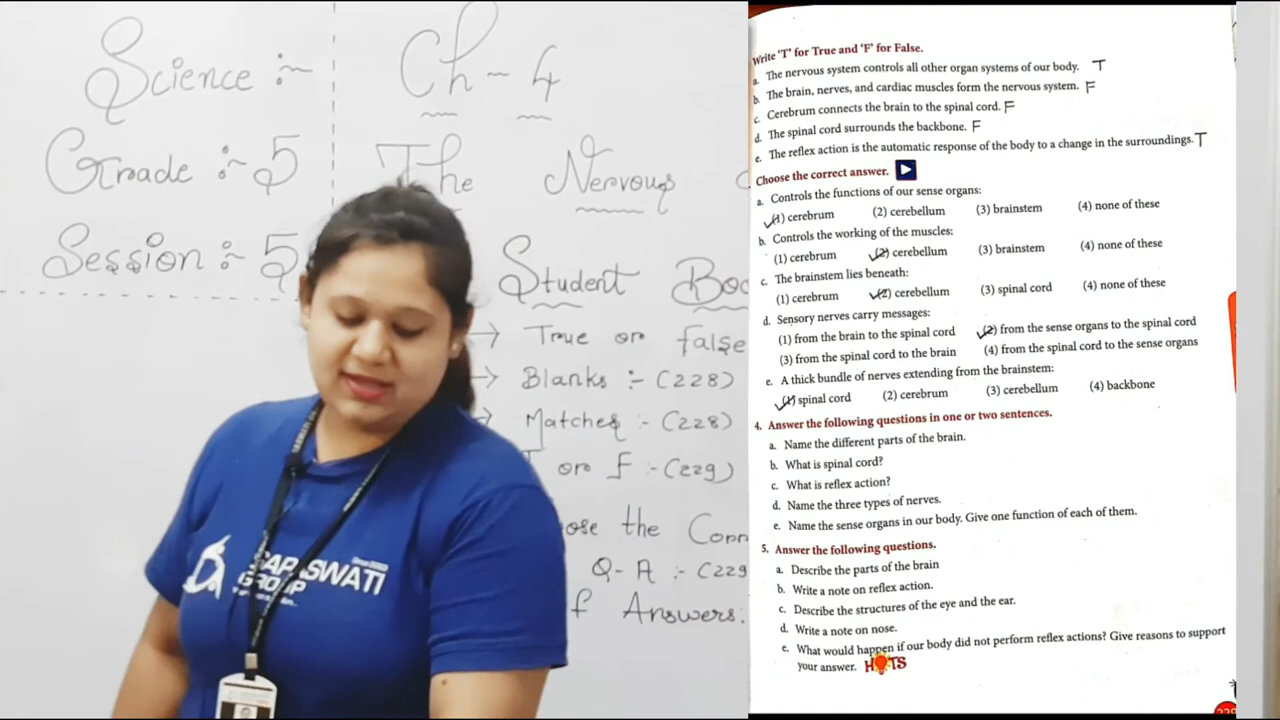 Science :-
Grade :- 5
Session :- 5
Ch - 4
The Nervous
Student Boo
→ True or false
→ Blanks :- (228)
→ Matches :- (228)
or F :- (229)
ose the Corr
Q-A :- (229
f Answers.
SARASWATI
GROUP
Write 'T' for True and 'F' for False.
a. The nervous system controls all other organ systems of our body. T
b. The brain, nerves, and cardiac muscles form the nervous system. F
c. Cerebrum connects the brain to the spinal cord. F
d. The spinal cord surrounds the backbone. F
e. The reflex action is the automatic response of the body to a change in the surroundings. T
Choose the correct answer.
a. Controls the functions of our sense organs:
(1) cerebrum (2) cerebellum (3) brainstem (4) none of these
b. Controls the working of the muscles:
(1) cerebrum (2) cerebellum (3) brainstem (4) none of these
c. The brainstem lies beneath:
(1) cerebrum (2) cerebellum (3) spinal cord (4) none of these
d. Sensory nerves carry messages:
(1) from the brain to the spinal cord (2) from the sense organs to the spinal cord
(3) from the spinal cord to the brain (4) from the spinal cord to the sense organs
e. A thick bundle of nerves extending from the brainstem:
(1) spinal cord (2) cerebrum (3) cerebellum (4) backbone
4. Answer the following questions in one or two sentences.
a. Name the different parts of the brain.
b. What is spinal cord?
c. What is reflex action?
d. Name the three types of nerves.
e. Name the sense organs in our body. Give one function of each of them.
5. Answer the following questions.
a. Describe the parts of the brain
b. Write a note on reflex action.
c. Describe the structures of the eye and the ear.
d. Write a note on nose.
e. What would happen if our body did not perform reflex actions? Give reasons to support
your answer. HOTS